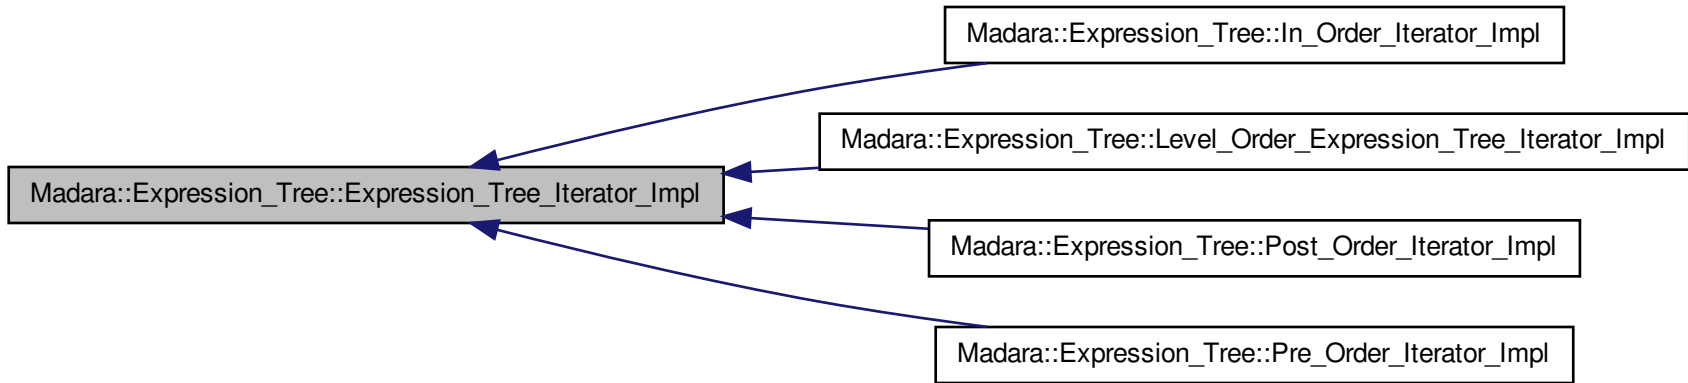 Madara::Expression_Tree::In_Order_Iterator_Impl
Madara::Expression_Tree::Level_Order_Expression_Tree_Iterator_Impl
Madara::Expression_Tree::Expression_Tree_Iterator_Impl
Madara::Expression_Tree::Post_Order_Iterator_Impl
Madara::Expression_Tree::Pre_Order_Iterator_Impl